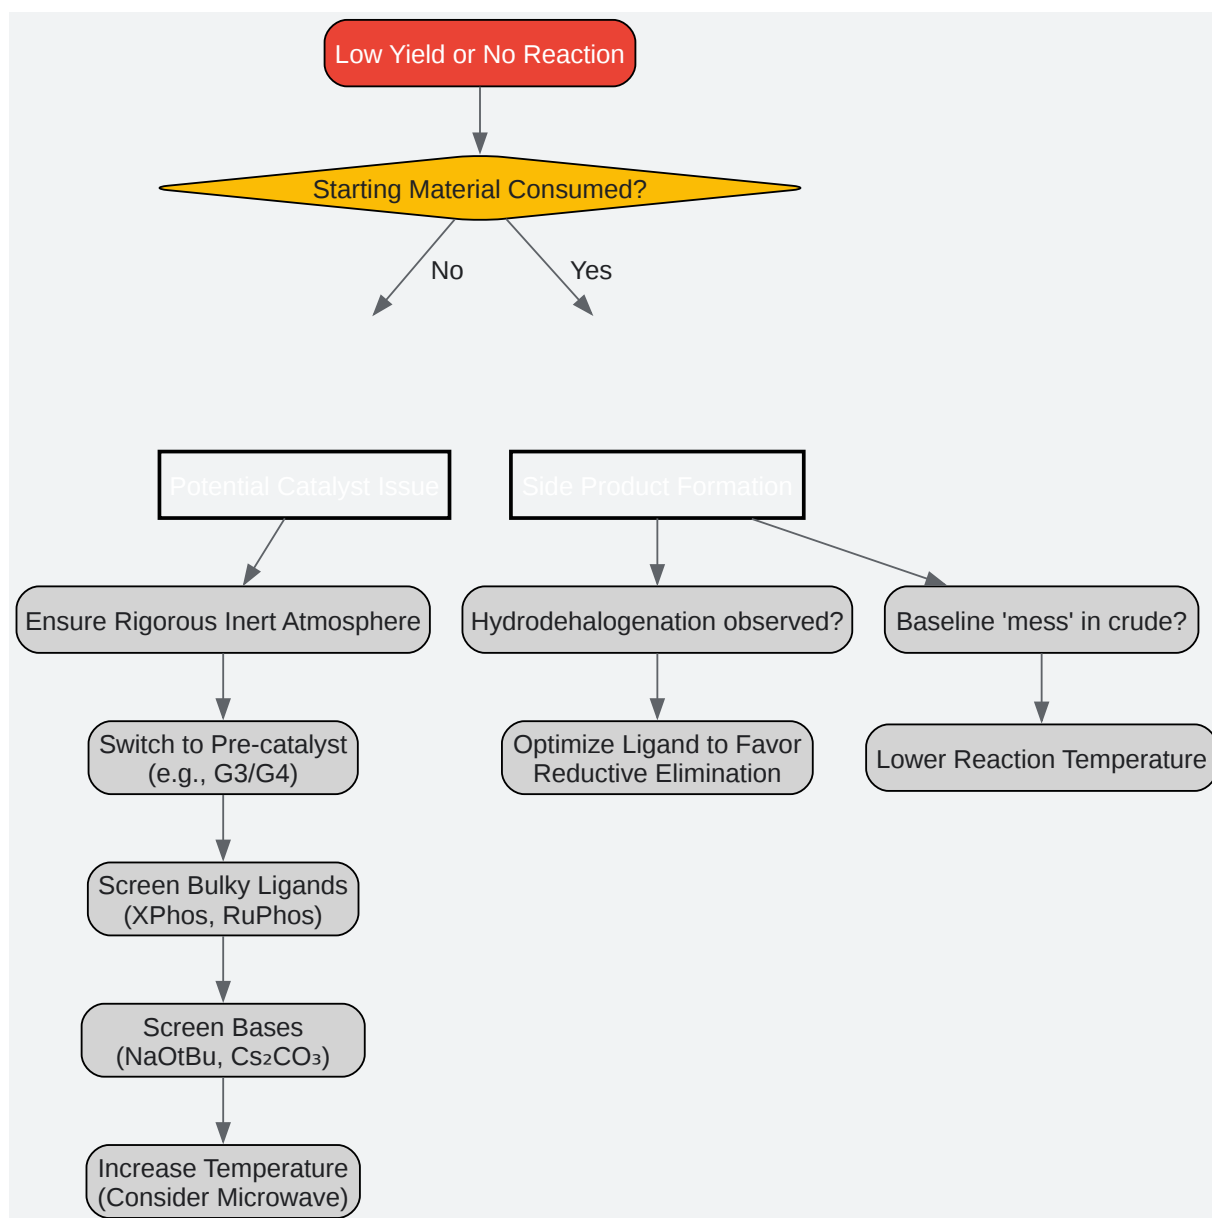 Low Yield or No Reaction
Starting Material Consumed?
No
Yes
Potential Catalyst Issue
Side Product Formation
Ensure Rigorous Inert Atmosphere
Hydrodehalogenation observed?
Baseline 'mess' in crude?
Switch to Pre-catalyst
(e.g., G3/G4)
Optimize Ligand to Favor
Reductive Elimination
Lower Reaction Temperature
Screen Bulky Ligands
(XPhos, RuPhos)
Screen Bases
(NaOtBu, Cs₂CO₃)
Increase Temperature
(Consider Microwave)